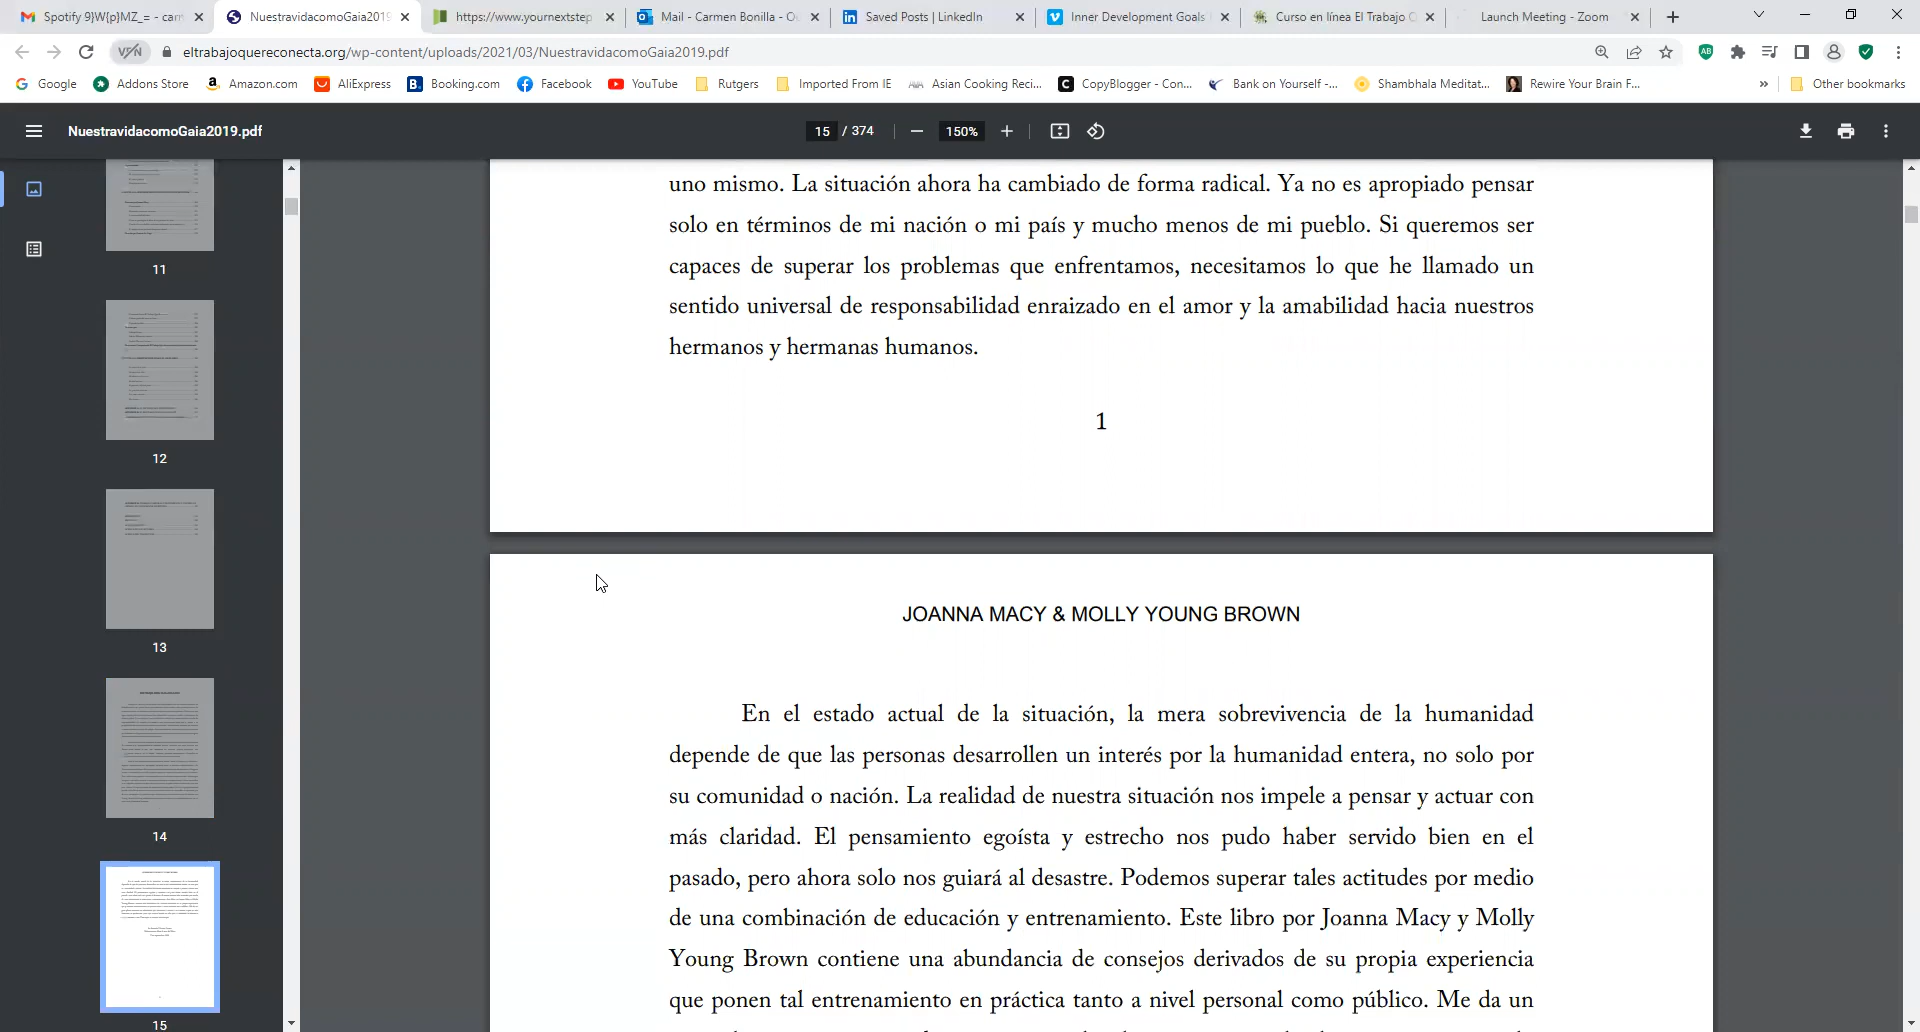 Spotify 9}W{p}MZ_= - can
NuestravidacomoGaia2019
https://www.yournextstep
Mail - Carmen Bonilla - O
Saved Posts | LinkedIn
Inner Development Goals
Curso en línea El Trabajo
Launch Meeting - Zoom
VPN
eltrabajoquereconecta.org/wp-content/uploads/2021/03/NuestravidacomoGaia2019.pdf
Google
Addons Store
Amazon.com
AliExpress
Booking.com
Facebook
YouTube
Rutgers
Imported From IE
Asian Cooking Reci...
CopyBlogger - Con...
Bank on Yourself -...
Shambhala Meditat...
Rewire Your Brain F...
»
Other bookmarks
NuestravidacomoGaia2019.pdf
15 / 374
150%
11
12
13
14
15
uno mismo. La situación ahora ha cambiado de forma radical. Ya no es apropiado pensar
solo en términos de mi nación o mi país y mucho menos de mi pueblo. Si queremos ser
capaces de superar los problemas que enfrentamos, necesitamos lo que he llamado un
sentido universal de responsabilidad enraizado en el amor y la amabilidad hacia nuestros
hermanos y hermanas humanos.
1
JOANNA MACY & MOLLY YOUNG BROWN
En el estado actual de la situación, la mera sobrevivencia de la humanidad
depende de que las personas desarrollen un interés por la humanidad entera, no solo por
su comunidad o nación. La realidad de nuestra situación nos impele a pensar y actuar con
más claridad. El pensamiento egoísta y estrecho nos pudo haber servido bien en el
pasado, pero ahora solo nos guiará al desastre. Podemos superar tales actitudes por medio
de una combinación de educación y entrenamiento. Este libro por Joanna Macy y Molly
Young Brown contiene una abundancia de consejos derivados de su propia experiencia
que ponen tal entrenamiento en práctica tanto a nivel personal como público. Me da un